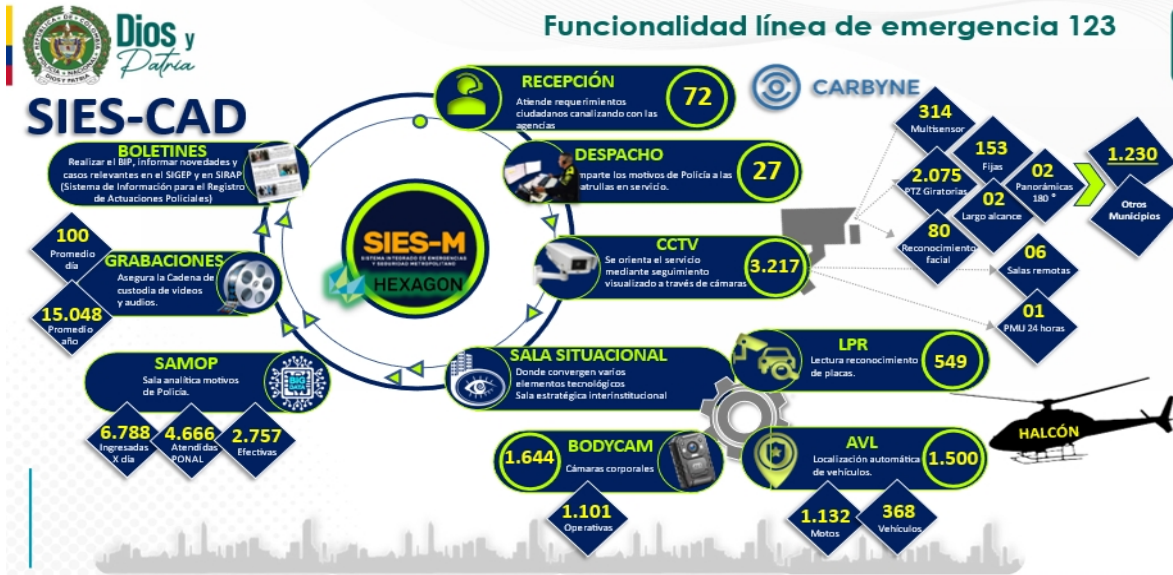 Dios y
Patria
Funcionalidad línea de emergencia 123
SIES-CAD
RECEPCIÓN
Atiende requerimientos
ciudadanos canalizando con las
agencias
72
CARBYNE
DESPACHO
mparte los motivos de Policía a las
atrullas en servicio.
27
CCTV
Se orienta el servicio
mediante seguimiento
visualizado a través de cámaras
3.217
314
Multisensor
153
Fijas
2.075
PTZ Giratorias
02
Largo alcance
02
Panorámicas
180 °
80
Reconocimiento
facial
1.230
Otros
Municipios
06
Salas remotas
01
PMU 24 horas
LPR
Lectura reconocimiento
de placas.
549
SALA SITUACIONAL
Donde convergen varios
elementos tecnológicos
Sala estratégica interinstitucional
HALCÓN
BODYCAM
Cámaras corporales
1.644
1.101
Operativas
AVL
Localización automática
de vehículos.
1.500
1.132
Motos
368
Vehículos
SAMOP
Sala analítica motivos
de Policía.
BIG
DATA
6.788
Ingresadas
X día
4.666
Atendidas
PONAL
2.757
Efectivas
GRABACIONES
Asegura la Cadena de
custodia de videos
y audios.
100
Promedio
día
15.048
Promedio
año
BOLETINES
Realizar el BIP, informar novedades y
casos relevantes en el SIGEP y en SIRAP
(Sistema de Información para el Registro
de Actuaciones Policiales)
SIES-M
SISTEMA INTEGRADO DE EMERGENCIAS
Y SEGURIDAD METROPOLITANO
HEXAGON